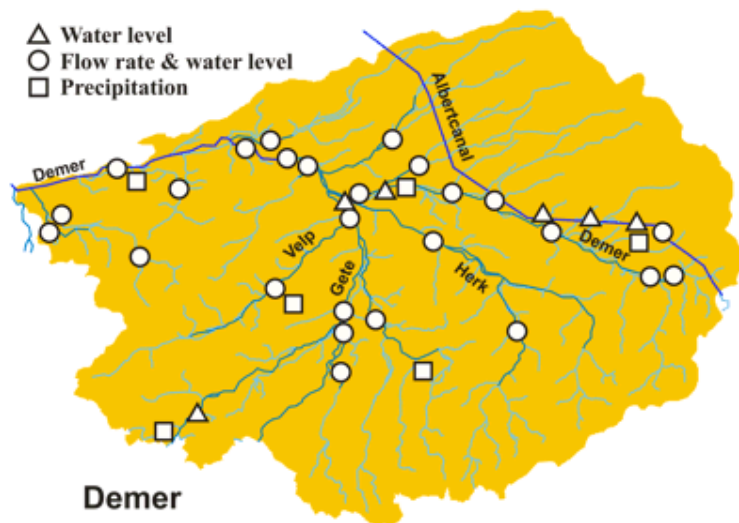 Water level
Flow rate & water level
Precipitation
Albertcanal
Demer
Velp
Gete
Herk
Demer
Demer